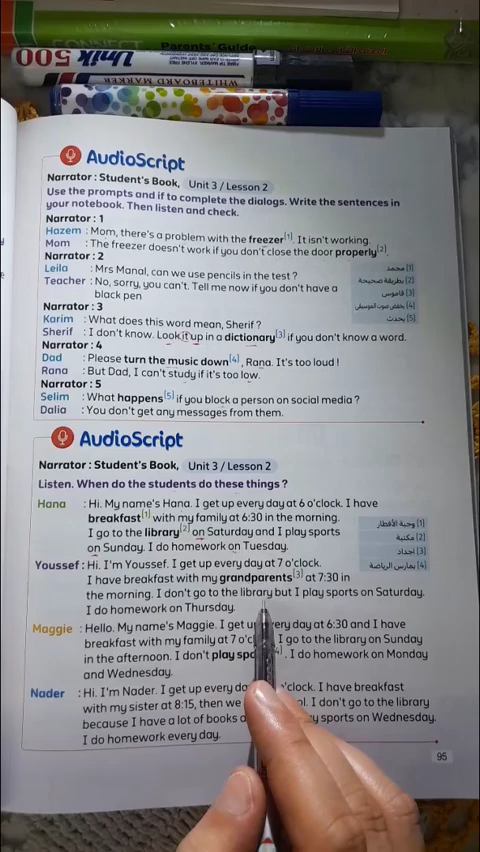 CONNECT Parents' Guide
Unik 500
WHITEBOARD MARKER
AudioScript
Narrator : Student's Book, Unit 3 / Lesson 2
Use the prompts and if to complete the dialogs. Write the sentences in
your notebook. Then listen and check.
Narrator : 1
Hazem : Mom, there's a problem with the freezer[1]. It isn't working.
Mom : The freezer doesn't work if you don't close the door properly[2].
Narrator : 2
Leila : Mrs Manal, can we use pencils in the test ?
Teacher : No, sorry, you can't. Tell me now if you don't have a
black pen
[1] مجمد
[2] بطريقة صحيحة
[3] قاموس
[4] يخفض صوت الموسيقى
[5] يحدث
Narrator : 3
Karim : What does this word mean, Sherif ?
Sherif : I don't know. Look it up in a dictionary[3] if you don't know a word.
Narrator : 4
Dad : Please turn the music down[4], Rana. It's too loud !
Rana : But Dad, I can't study if it's too low.
Narrator : 5
Selim : What happens[5] if you block a person on social media ?
Dalia : You don't get any messages from them.
AudioScript
Narrator : Student's Book, Unit 3 / Lesson 2
Listen. When do the students do these things ?
Hana : Hi. My name's Hana. I get up every day at 6 o'clock. I have
breakfast[1] with my family at 6:30 in the morning.
I go to the library[2] on Saturday and I play sports
on Sunday. I do homework on Tuesday.
[1] وجبة الأفطار
[2] مكتبة
[3] اجداد
[4] يمارس الرياضة
Youssef : Hi. I'm Youssef. I get up every day at 7 o'clock.
I have breakfast with my grandparents[3] at 7:30 in
the morning. I don't go to the library but I play sports on Saturday.
I do homework on Thursday.
Maggie : Hello. My name's Maggie. I get up every day at 6:30 and I have
breakfast with my family at 7 o'c I go to the library on Sunday
in the afternoon. I don't play spo [4]. I do homework on Monday
and Wednesday.
Nader : Hi. I'm Nader. I get up every da o'clock. I have breakfast
with my sister at 8:15, then we ol. I don't go to the library
because I have a lot of books a y sports on Wednesday.
I do homework every day.
95